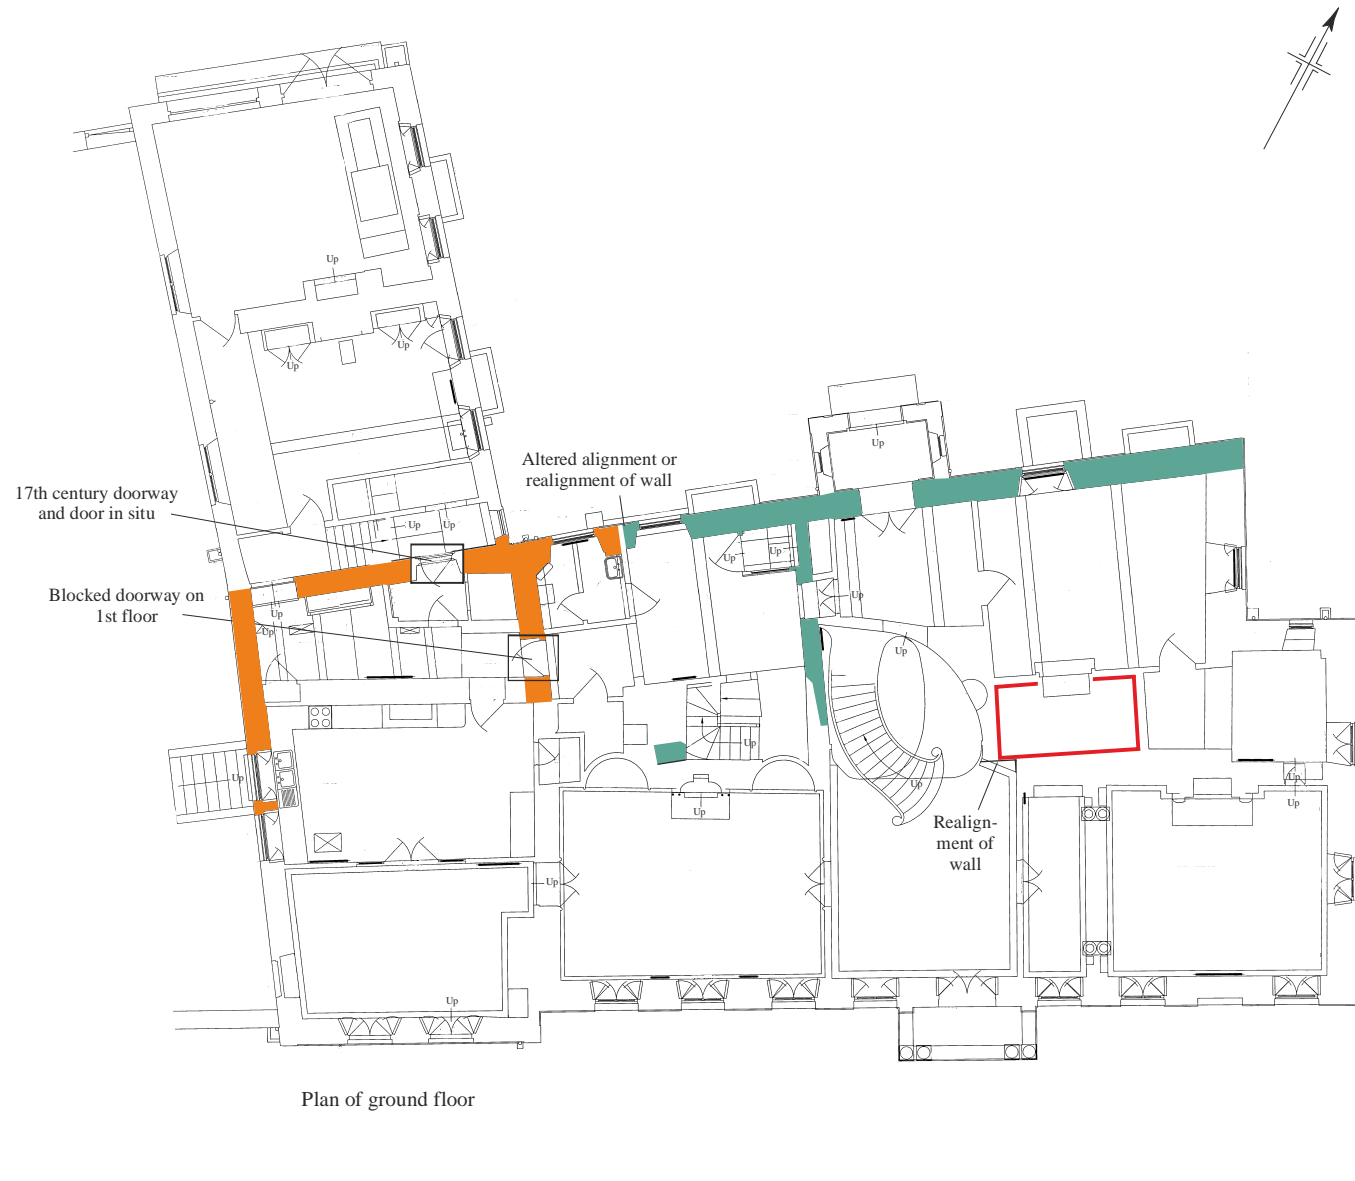 Up
Up
Up
Altered alignment or
realignment of wall
Up
17th century doorway
and door in situ
Up
Up
Up
Up
Blocked doorway on
1st floor
Up
Up
Up
Up
Up
Up
Up
Up
Up
Up
Up
Realign-
ment of
wall
Up
Up
Plan of ground floor